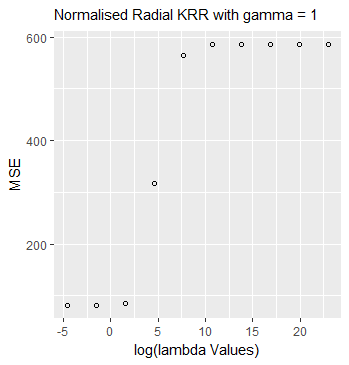 Normalised Radial KRR with gamma = 1
600
400
200
MSE
-5 0 5 10 15 20
log(lambda Values)